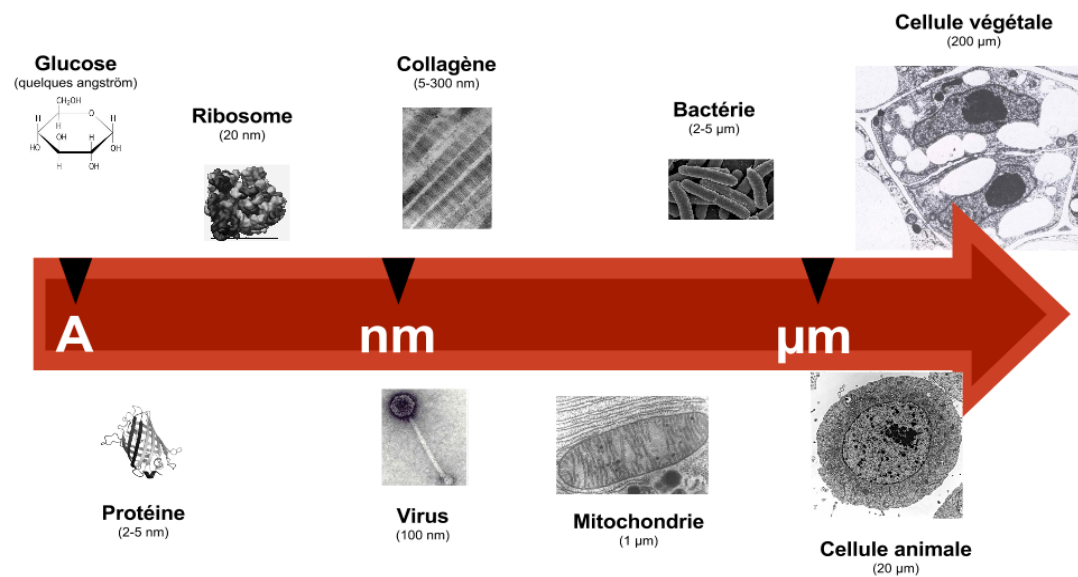 Cellule végétale
(200 µm)
Glucose
(quelques angström)
Collagène
(5-300 nm)
Ribosome
(20 nm)
Bactérie
(2-5 µm)
CH₂OH
H
O
H
H
OH
H
HO
OH
H
OH
A
nm
µm
Protéine
(2-5 nm)
Virus
(100 nm)
Mitochondrie
(1 µm)
Cellule animale
(20 µm)